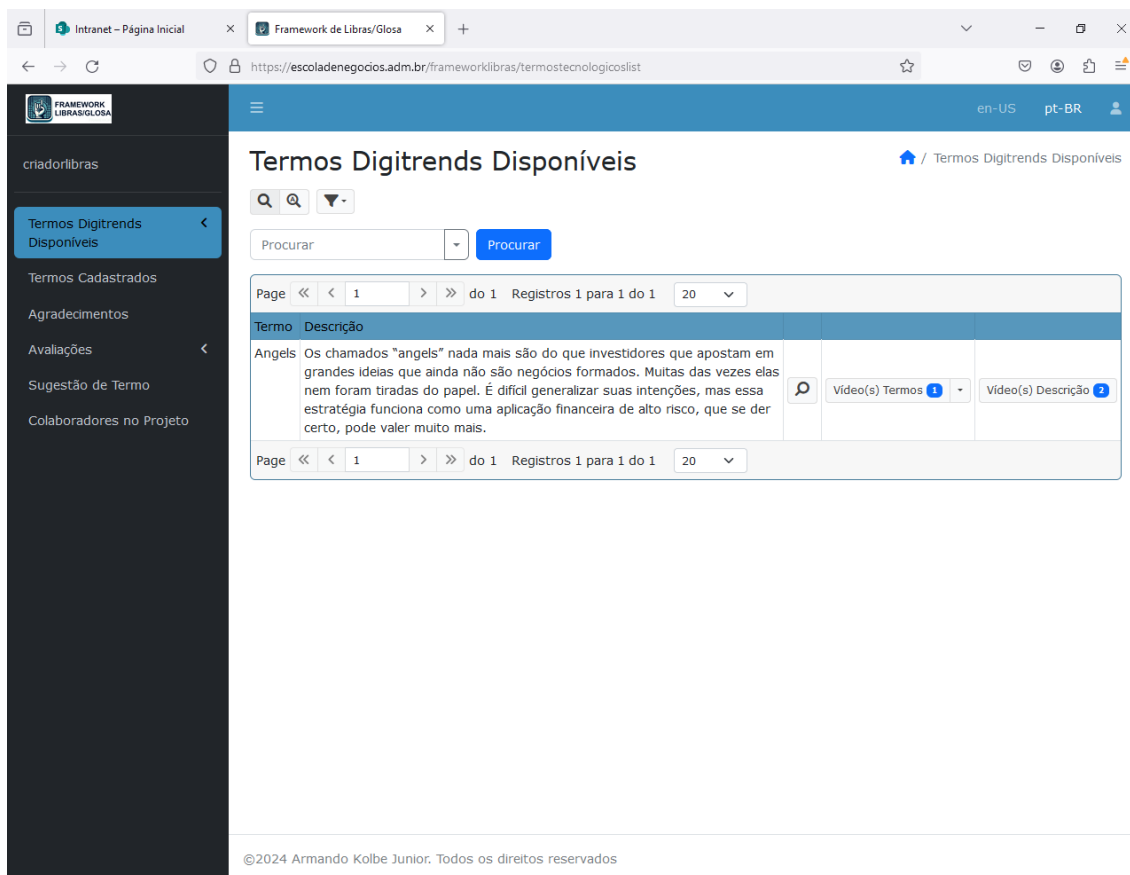 Intranet – Página Inicial
Framework de Libras/Glosa
https://escoladenegocios.adm.br/frameworklibras/termostecnologicoslist
FRAMEWORK
LIBRAS/GLOSA
en-US pt-BR
criadorlibras
Termos Digitrends
Disponíveis
Termos Cadastrados
Agradecimentos
Avaliações
Sugestão de Termo
Colaboradores no Projeto
Termos Digitrends Disponíveis
/ Termos Digitrends Disponíveis
Procurar Procurar
Page 1 do 1 Registros 1 para 1 do 1 20
Termo Descrição
Angels Os chamados “angels” nada mais são do que investidores que apostam em
grandes ideias que ainda não são negócios formados. Muitas das vezes elas
nem foram tiradas do papel. É difícil generalizar suas intenções, mas essa
estratégia funciona como uma aplicação financeira de alto risco, que se der
certo, pode valer muito mais.
Vídeo(s) Termos 1 Vídeo(s) Descrição 2
Page 1 do 1 Registros 1 para 1 do 1 20
©2024 Armando Kolbe Junior. Todos os direitos reservados